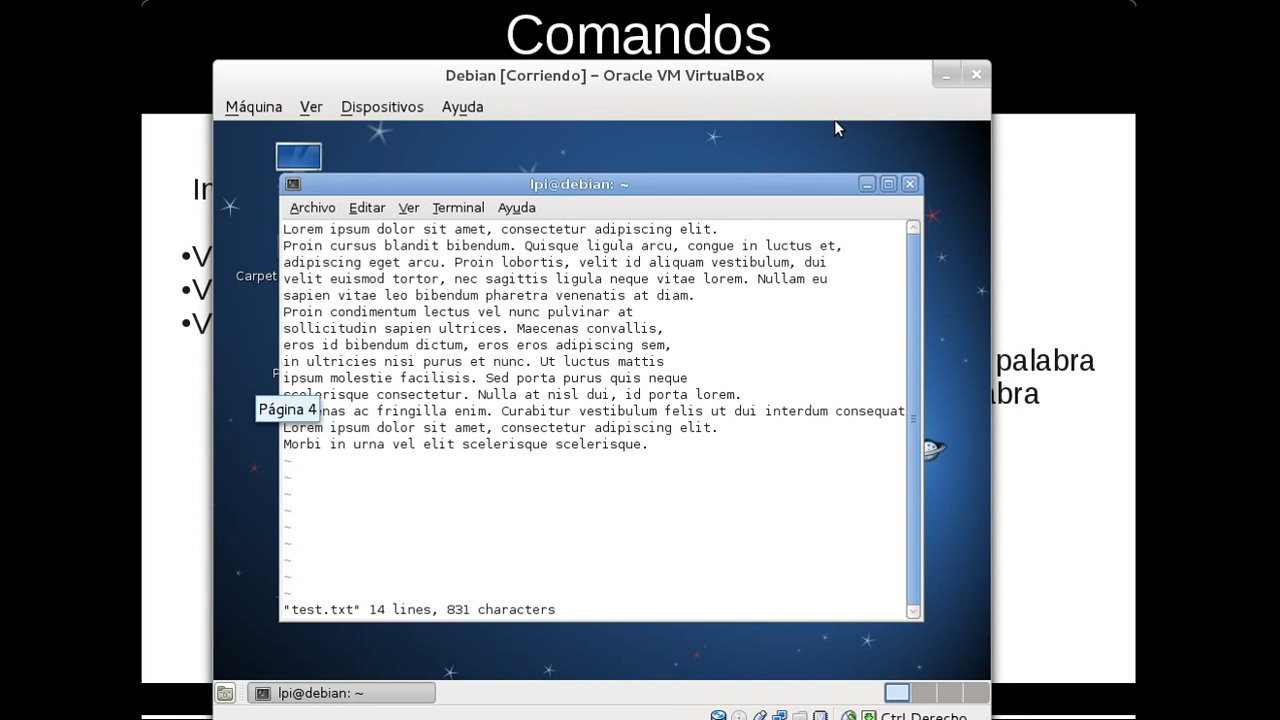 Comandos
Debian [Corriendo] – Oracle VM VirtualBox
Máquina Ver Dispositivos Ayuda
lpi@debian: ~
Archivo Editar Ver Terminal Ayuda
Lorem ipsum dolor sit amet, consectetur adipiscing elit.
Proin cursus blandit bibendum. Quisque ligula arcu, congue in luctus et,
adipiscing eget arcu. Proin lobortis, velit id aliquam vestibulum, dui
velit euismod tortor, nec sagittis ligula neque vitae lorem. Nullam eu
sapien vitae leo bibendum pharetra venenatis at diam.
Proin condimentum lectus vel nunc pulvinar at
sollicitudin sapien ultrices. Maecenas convallis,
eros id bibendum dictum, eros eros adipiscing sem,
in ultricies nisi purus et nunc. Ut luctus mattis
ipsum molestie facilisis. Sed porta purus quis neque
scelerisque consectetur. Nulla at nisl dui, id porta lorem.
nas ac fringilla enim. Curabitur vestibulum felis ut dui interdum consequat
Lorem ipsum dolor sit amet, consectetur adipiscing elit.
Morbi in urna vel elit scelerisque scelerisque.
~
~
~
~
~
~
~
~
~
"test.txt" 14 lines, 831 characters
Carpet
Página 4
•V
•V
•V
palabra
lpi@debian: ~
Ctrl Derecho